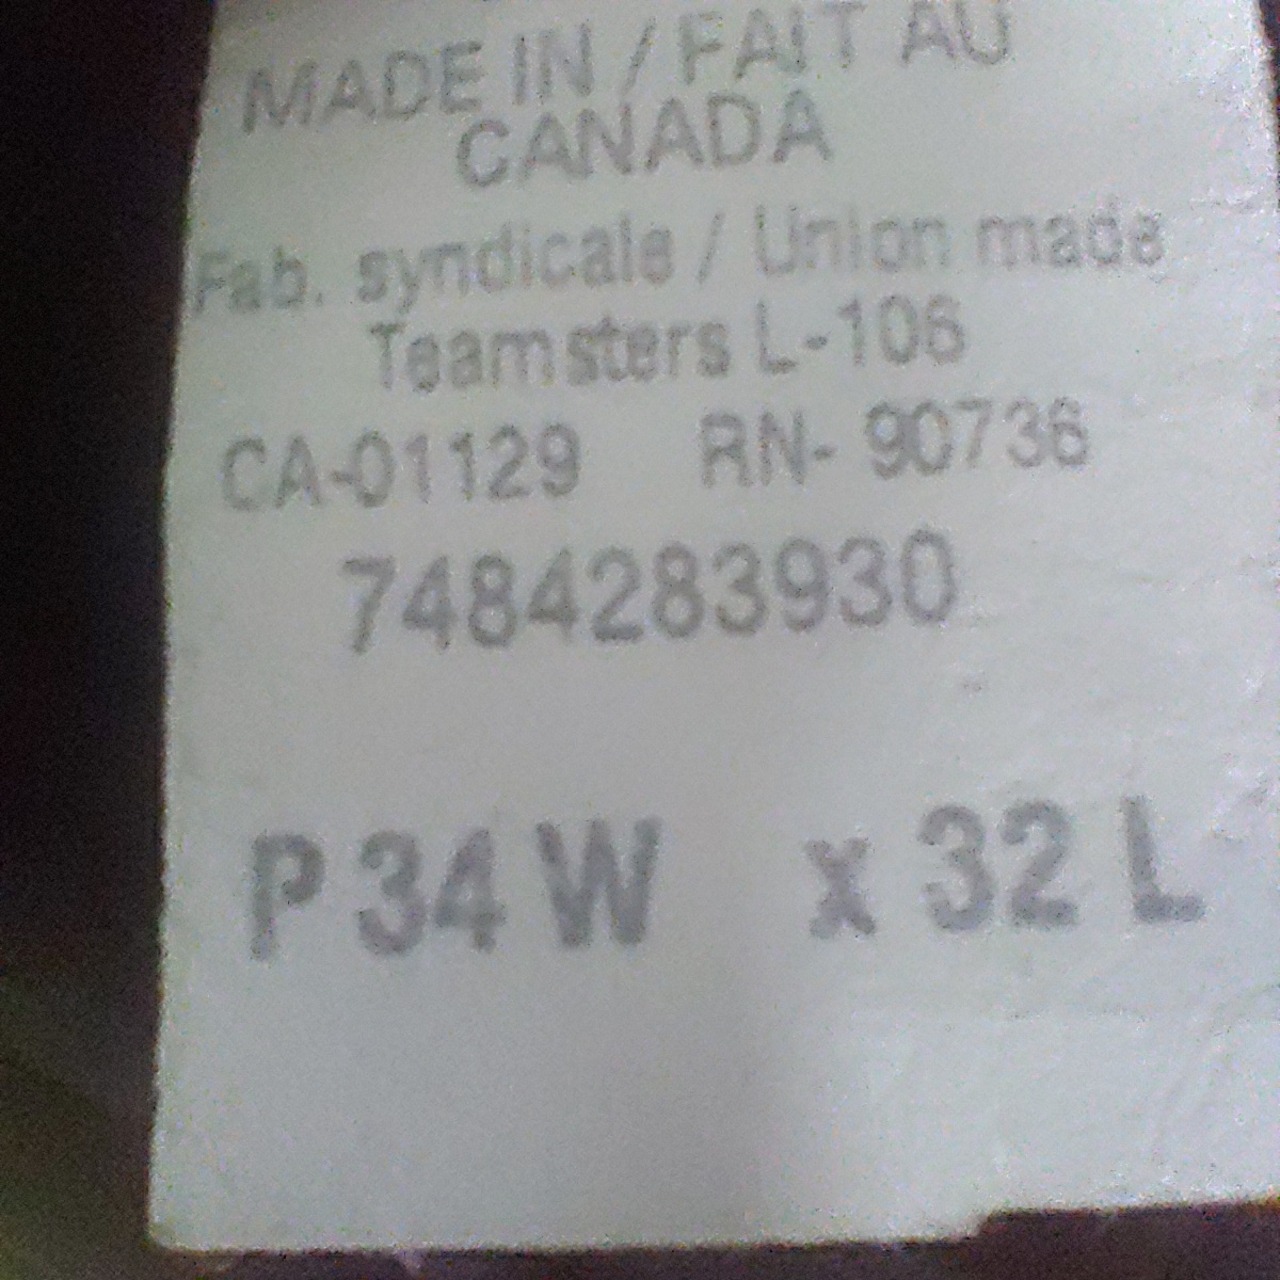 MADE IN / FAIT AU
CANADA
Fab. syndicale / Union made
Teamsters L-106
CA-01129 RN- 90736
7484283930
P 34 W x 32 L